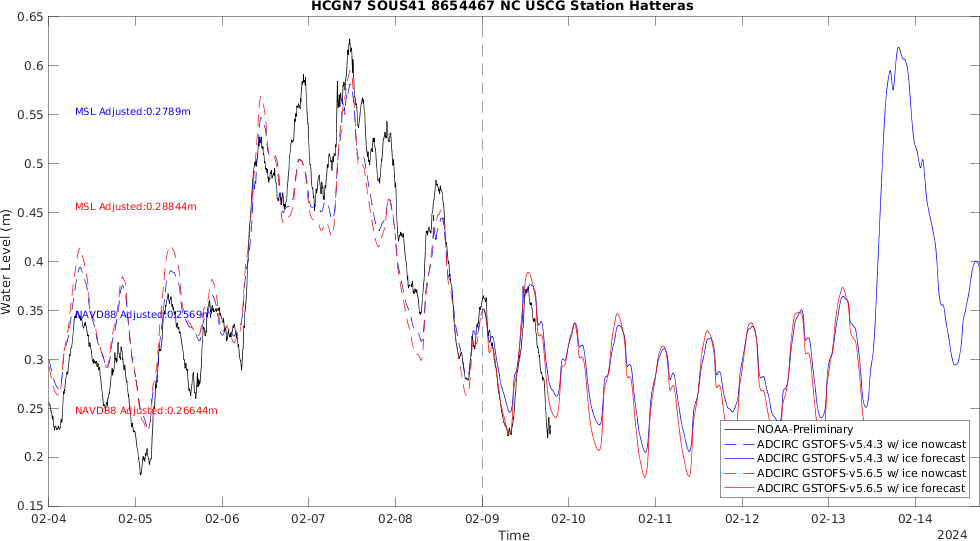 HCGN7 SOUS41 8654467 NC USCG Station Hatteras
0.65
0.6
0.55
0.5
0.45
0.4
0.35
0.3
0.25
0.2
0.15
Water Level (m)
MSL Adjusted:0.2789m
MSL Adjusted:0.28844m
NAVD88 Adjusted:0.2569m
NAVD88 Adjusted:0.26644m
NOAA-Preliminary
ADCIRC GSTOFS-v5.4.3 w/ ice nowcast
ADCIRC GSTOFS-v5.4.3 w/ ice forecast
ADCIRC GSTOFS-v5.6.5 w/ ice nowcast
ADCIRC GSTOFS-v5.6.5 w/ ice forecast
02-04 02-05 02-06 02-07 02-08 02-09 02-10 02-11 02-12 02-13 02-14
Time
2024